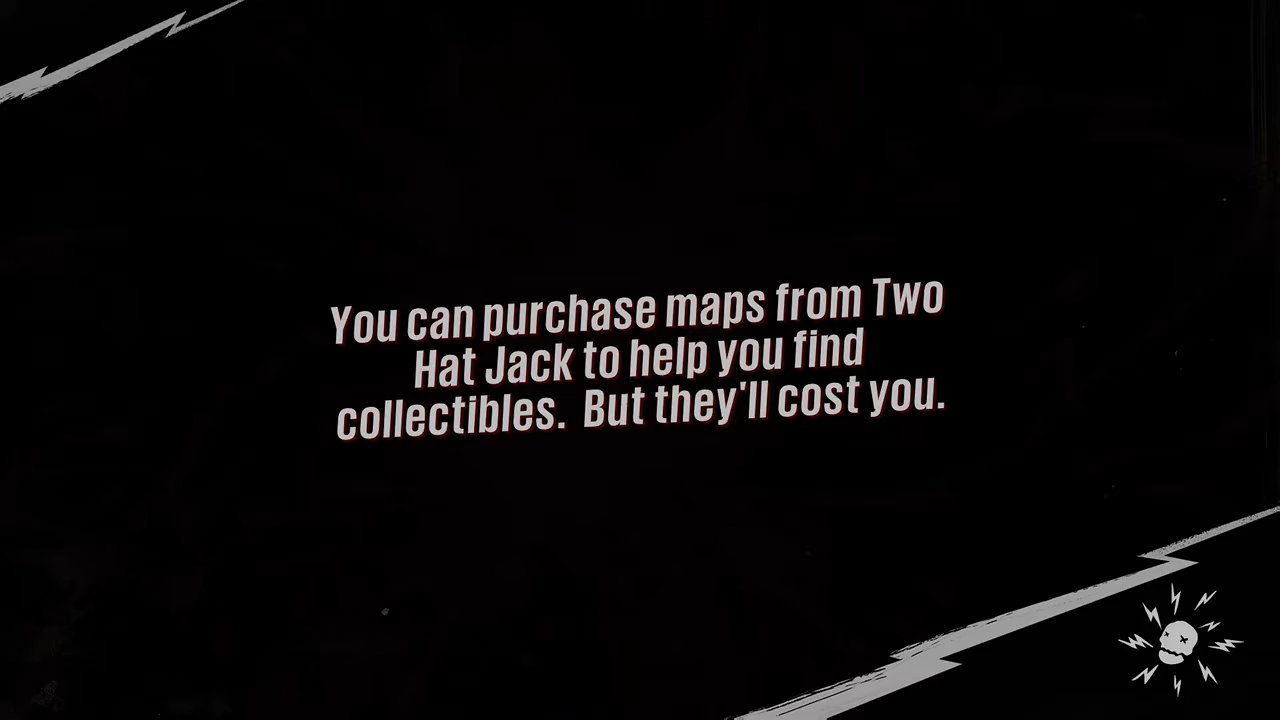 You can purchase maps from Two
Hat Jack to help you find
collectibles.  But they'll cost you.